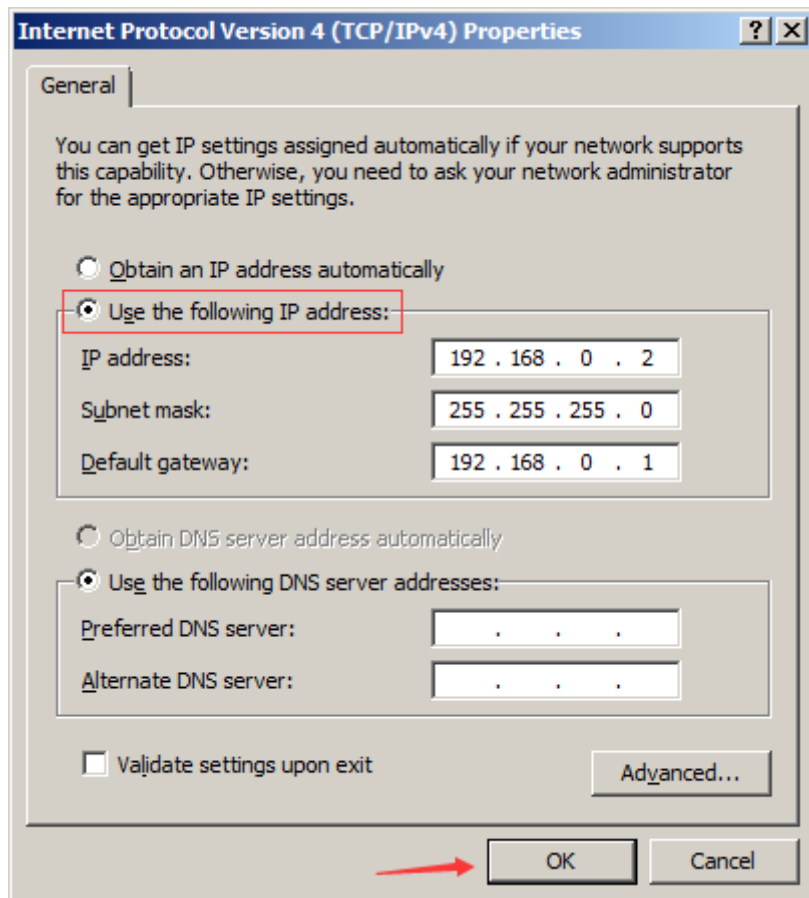 Internet Protocol Version 4 (TCP/IPv4) Properties
General
You can get IP settings assigned automatically if your network supports
this capability. Otherwise, you need to ask your network administrator
for the appropriate IP settings.
Obtain an IP address automatically
Use the following IP address:
IP address: 192 . 168 . 0 . 2
Subnet mask: 255 . 255 . 255 . 0
Default gateway: 192 . 168 . 0 . 1
Obtain DNS server address automatically
Use the following DNS server addresses:
Preferred DNS server: . . .
Alternate DNS server: . . .
Validate settings upon exit
Advanced...
OK Cancel